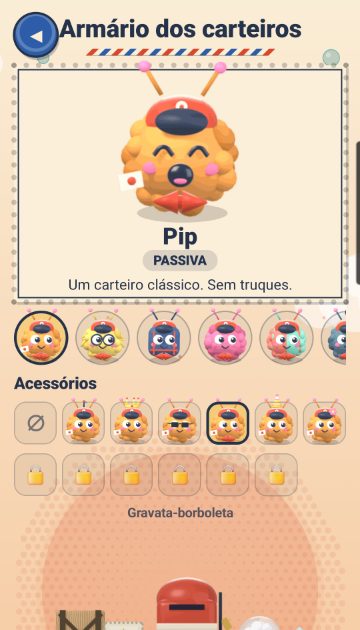 Armário dos carteiros
Pip
PASSIVA
Um carteiro clássico. Sem truques.
Acessórios
Gravata-borboleta